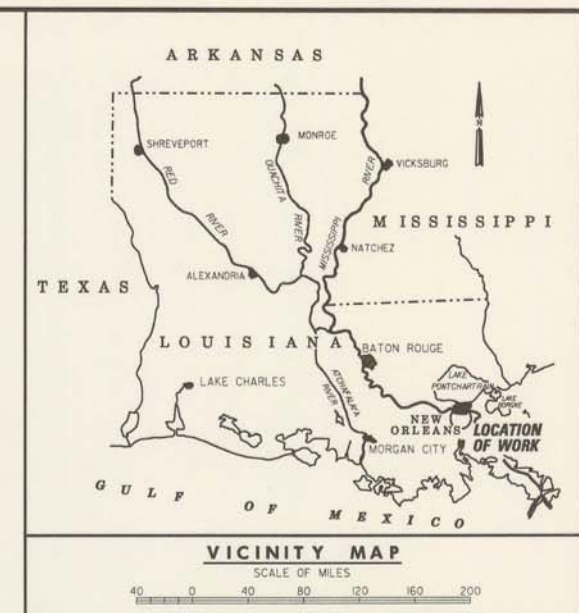 ARKANSAS
N
SHREVEPORT
MONROE
VICKSBURG
RED
RIVER
OUACHITA
RIVER
MISSISSIPPI
RIVER
MISSISSIPPI
NATCHEZ
ALEXANDRIA
TEXAS
LOUISIANA
BATON ROUGE
LAKE CHARLES
ATCHAFALAYA
RIVER
LAKE
PONTCHARTRAIN
LAKE
BORGNE
NEW
ORLEANS
LOCATION
OF WORK
MORGAN CITY
GULF OF MEXICO
VICINITY MAP
SCALE OF MILES
40 0 40 80 120 160 200